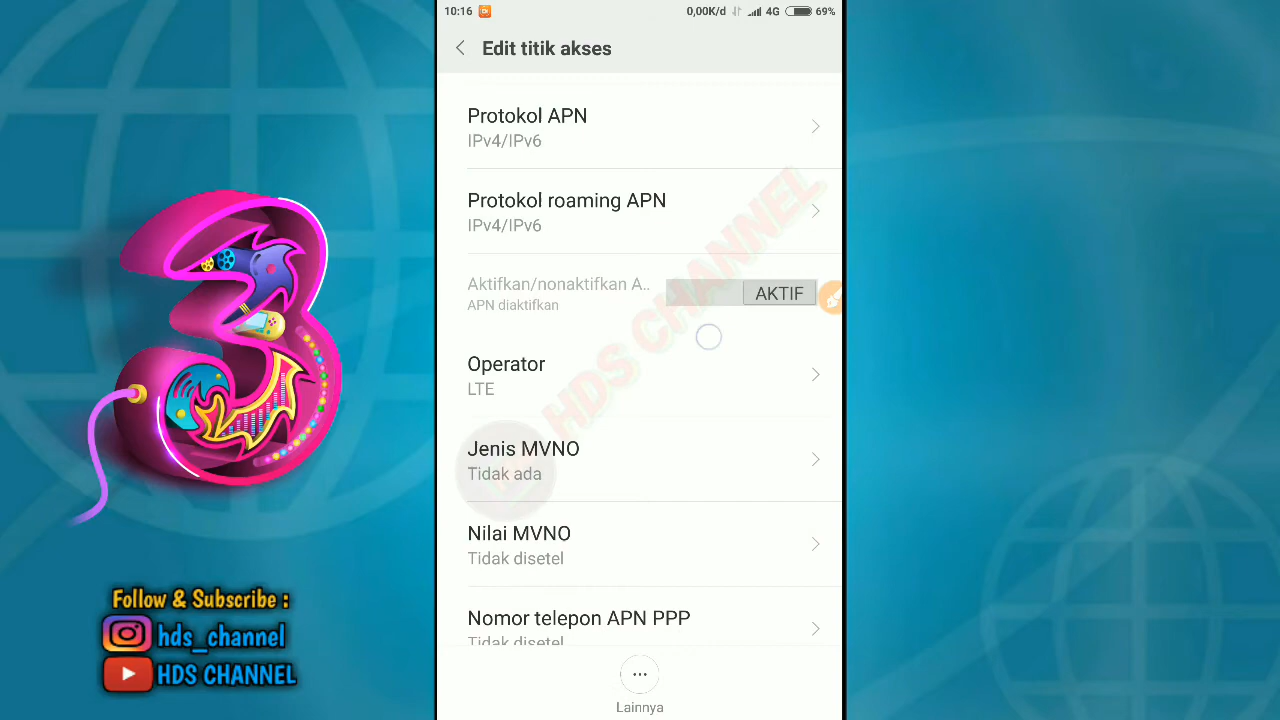 10:16
0,00K/d 4G 69%
Edit titik akses
Protokol APN
IPv4/IPv6
Protokol roaming APN
IPv4/IPv6
Aktifkan/nonaktifkan A..
APN diaktifkan
AKTIF
Operator
LTE
Jenis MVNO
Tidak ada
Nilai MVNO
Tidak disetel
Nomor telepon APN PPP
Tidak disetel
Lainnya
HDS CHANNEL
3
Follow & Subscribe :
hds_channel
HDS CHANNEL